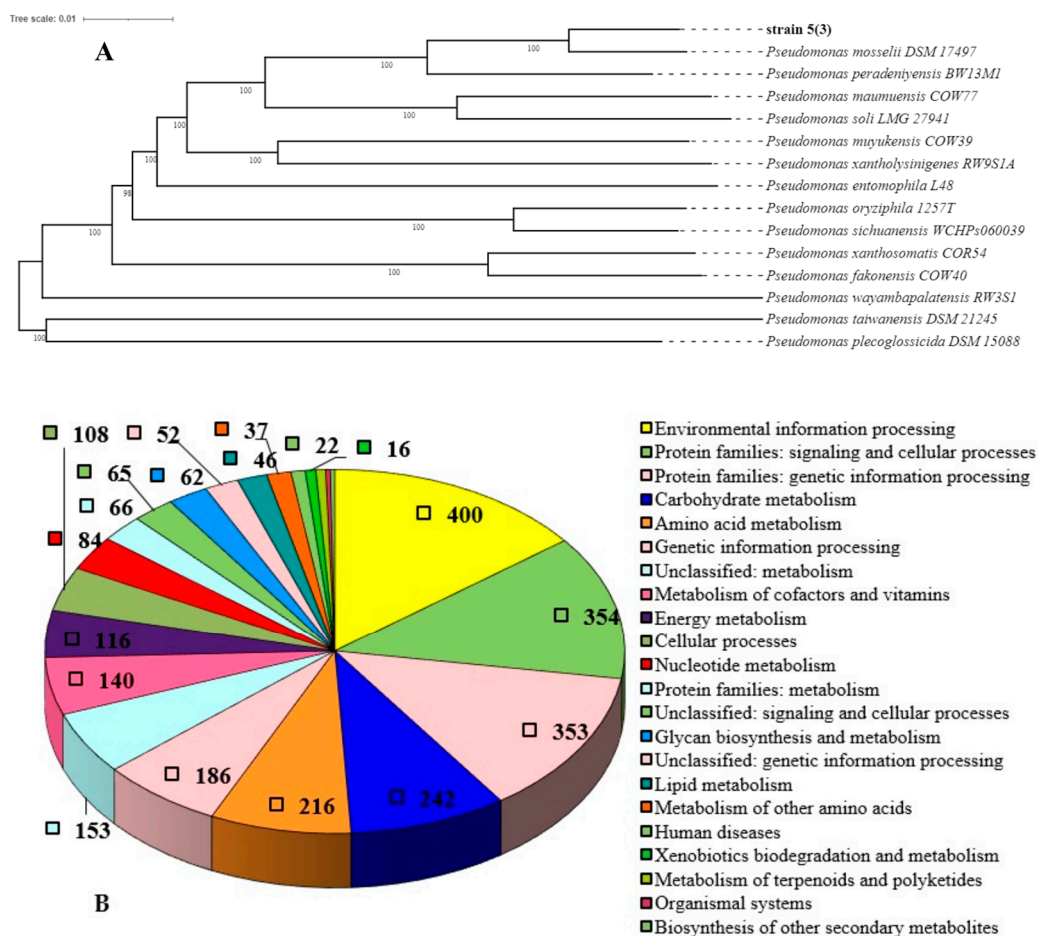 Tree scale: 0.01
A
strain 5(3)
100
Pseudomonas mosselii DSM 17497
100
Pseudomonas peradeniyensis BW13M1
100
Pseudomonas maumuensis COW77
100
Pseudomonas soli LMG 27941
100
Pseudomonas muyukensis COW39
100
100
Pseudomonas xantholysinigenes RW9S1A
Pseudomonas entomophila L48
98
Pseudomonas oryziphila 1257T
100
100
Pseudomonas sichuanensis WCHPs060039
Pseudomonas xanthosomatis COR54
100
Pseudomonas fakonensis COW40
Pseudomonas wayambapalatensis RW3S1
Pseudomonas taiwanensis DSM 21245
100
Pseudomonas plecoglossicida DSM 15088
108
52
37
22
16
65
62
46
66
84
400
354
116
140
353
186
216
242
153
B
Environmental information processing
Protein families: signaling and cellular processes
Protein families: genetic information processing
Carbohydrate metabolism
Amino acid metabolism
Genetic information processing
Unclassified: metabolism
Metabolism of cofactors and vitamins
Energy metabolism
Cellular processes
Nucleotide metabolism
Protein families: metabolism
Unclassified: signaling and cellular processes
Glycan biosynthesis and metabolism
Unclassified: genetic information processing
Lipid metabolism
Metabolism of other amino acids
Human diseases
Xenobiotics biodegradation and metabolism
Metabolism of terpenoids and polyketides
Organismal systems
Biosynthesis of other secondary metabolites